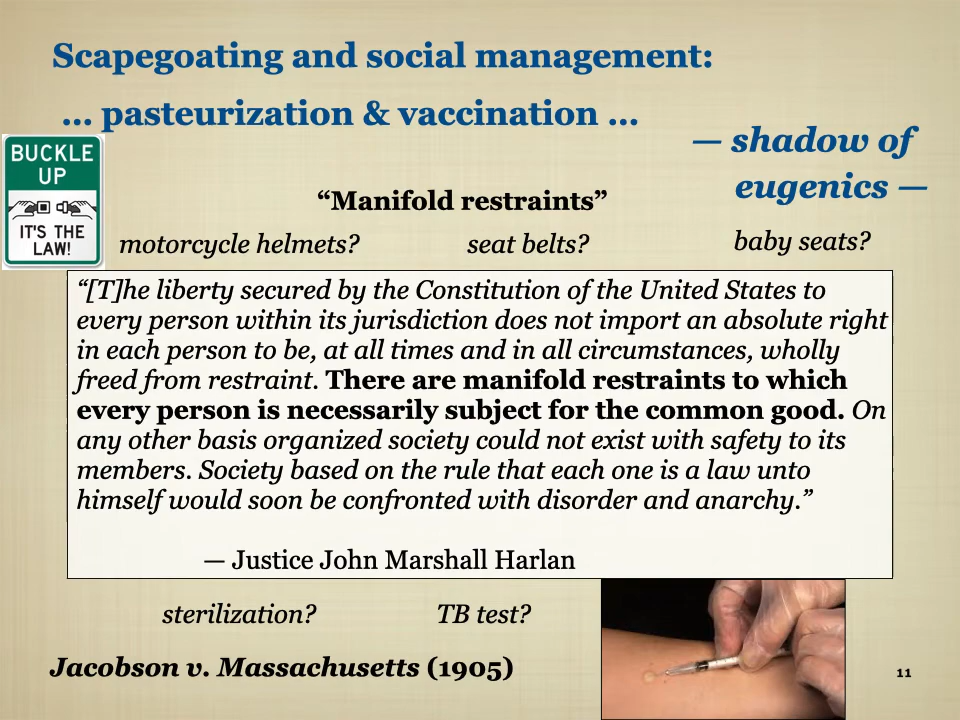 Scapegoating and social management:
… pasteurization & vaccination …
— shadow of
eugenics —
BUCKLE
UP
IT'S THE
LAW!
“Manifold restraints”
motorcycle helmets?
seat belts?
baby seats?
“[T]he liberty secured by the Constitution of the United States to
every person within its jurisdiction does not import an absolute right
in each person to be, at all times and in all circumstances, wholly
freed from restraint. There are manifold restraints to which
every person is necessarily subject for the common good. On
any other basis organized society could not exist with safety to its
members. Society based on the rule that each one is a law unto
himself would soon be confronted with disorder and anarchy.”
— Justice John Marshall Harlan
sterilization?
TB test?
Jacobson v. Massachusetts (1905)
11